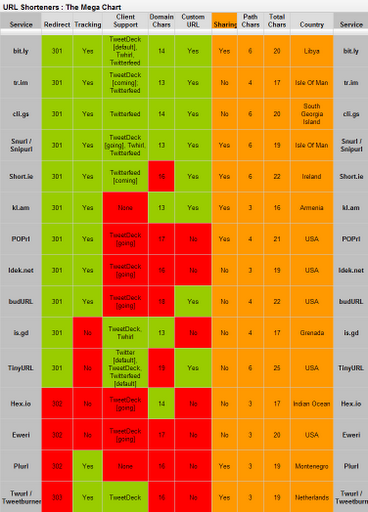 URL Shorteners : The Mega Chart
Service Redirect Tracking Client Support Domain Chars Custom URL Sharing Path Chars Total Chars Country Service
bit.ly 301 Yes TweetDeck [default], Twhirl, Twitterfeed 14 Yes Yes 6 20 Libya bit.ly
tr.im 301 Yes TweetDeck [coming], Twitterfeed 13 Yes No 4 17 Isle Of Man tr.im
cli.gs 301 Yes Twitterfeed 14 Yes No 6 20 South Georgia Island cli.gs
Snurl / Snipurl 301 Yes TweetDeck [going], Twhirl, Twitterfeed 13 Yes Yes 6 19 Isle Of Man Snurl / Snipurl
Short.ie 301 Yes Twitterfeed [coming] 16 Yes Yes 6 22 Ireland Short.ie
kl.am 301 Yes None 13 Yes Yes 3 16 Armenia kl.am
POPrl 301 Yes TweetDeck [going] 17 No Yes 4 21 USA POPrl
Idek.net 301 Yes TweetDeck [going] 16 No No 3 19 USA Idek.net
budURL 301 Yes TweetDeck [going] 18 Yes No 4 22 USA budURL
is.gd 301 No TweetDeck, Twhirl 13 No No 4 17 Grenada is.gd
TinyURL 301 No Twitter [default], TweetDeck, Twitterfeed [default] 19 Yes No 6 25 USA TinyURL
Hex.io 302 No TweetDeck [going] 14 No No 3 17 Indian Ocean Hex.io
Eweri 302 No TweetDeck [going] 17 No No 3 20 USA Eweri
Plurl 302 Yes None 16 No Yes 3 19 Montenegro Plurl
Twurl / Tweetburner 302 Yes TweetDeck 16 No Yes 3 19 Netherlands Twurl / Tweetburner